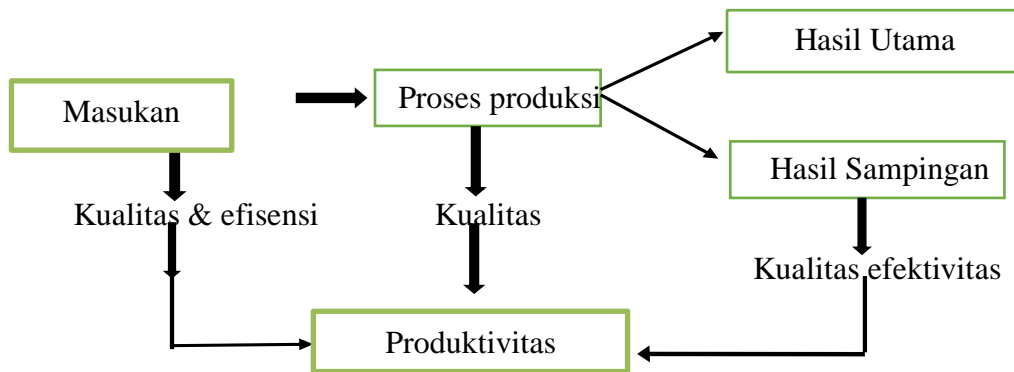 Hasil Utama
Masukan
Proses produksi
Hasil Sampingan
Kualitas & efisensi
Kualitas
Kualitas efektivitas
Produktivitas